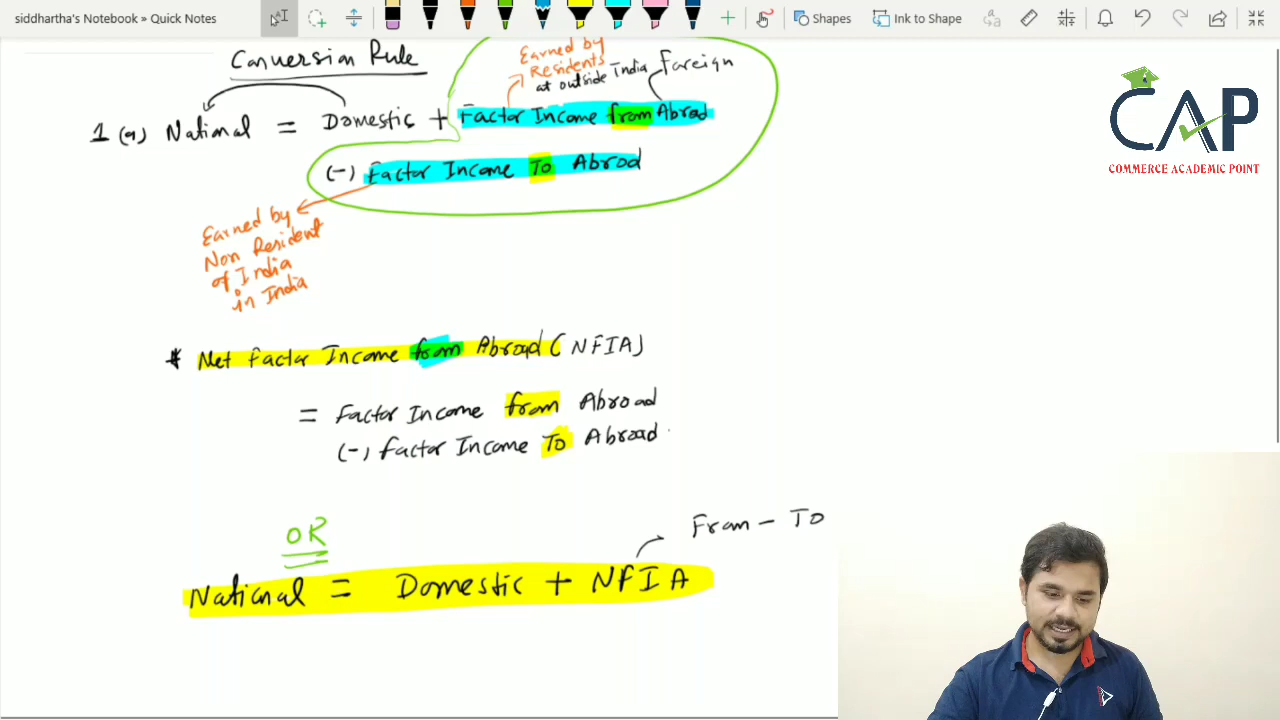 siddhartha's Notebook » Quick Notes
Shapes
Ink to Shape
Conversion Rule
Earned by
Residents
at outside India
Foreign
1 (a) National = Domestic + Factor Income from Abrod
(-) Factor Income To Abrod
Earned by
Non Resident
of India
in India
* Net Factor Income from Abroad (NFIA)
= Factor Income from Abroad
(-) Factor Income To Abroad
OR
From - To
National = Domestic + NFIA
CAP
COMMERCE ACADEMIC POINT